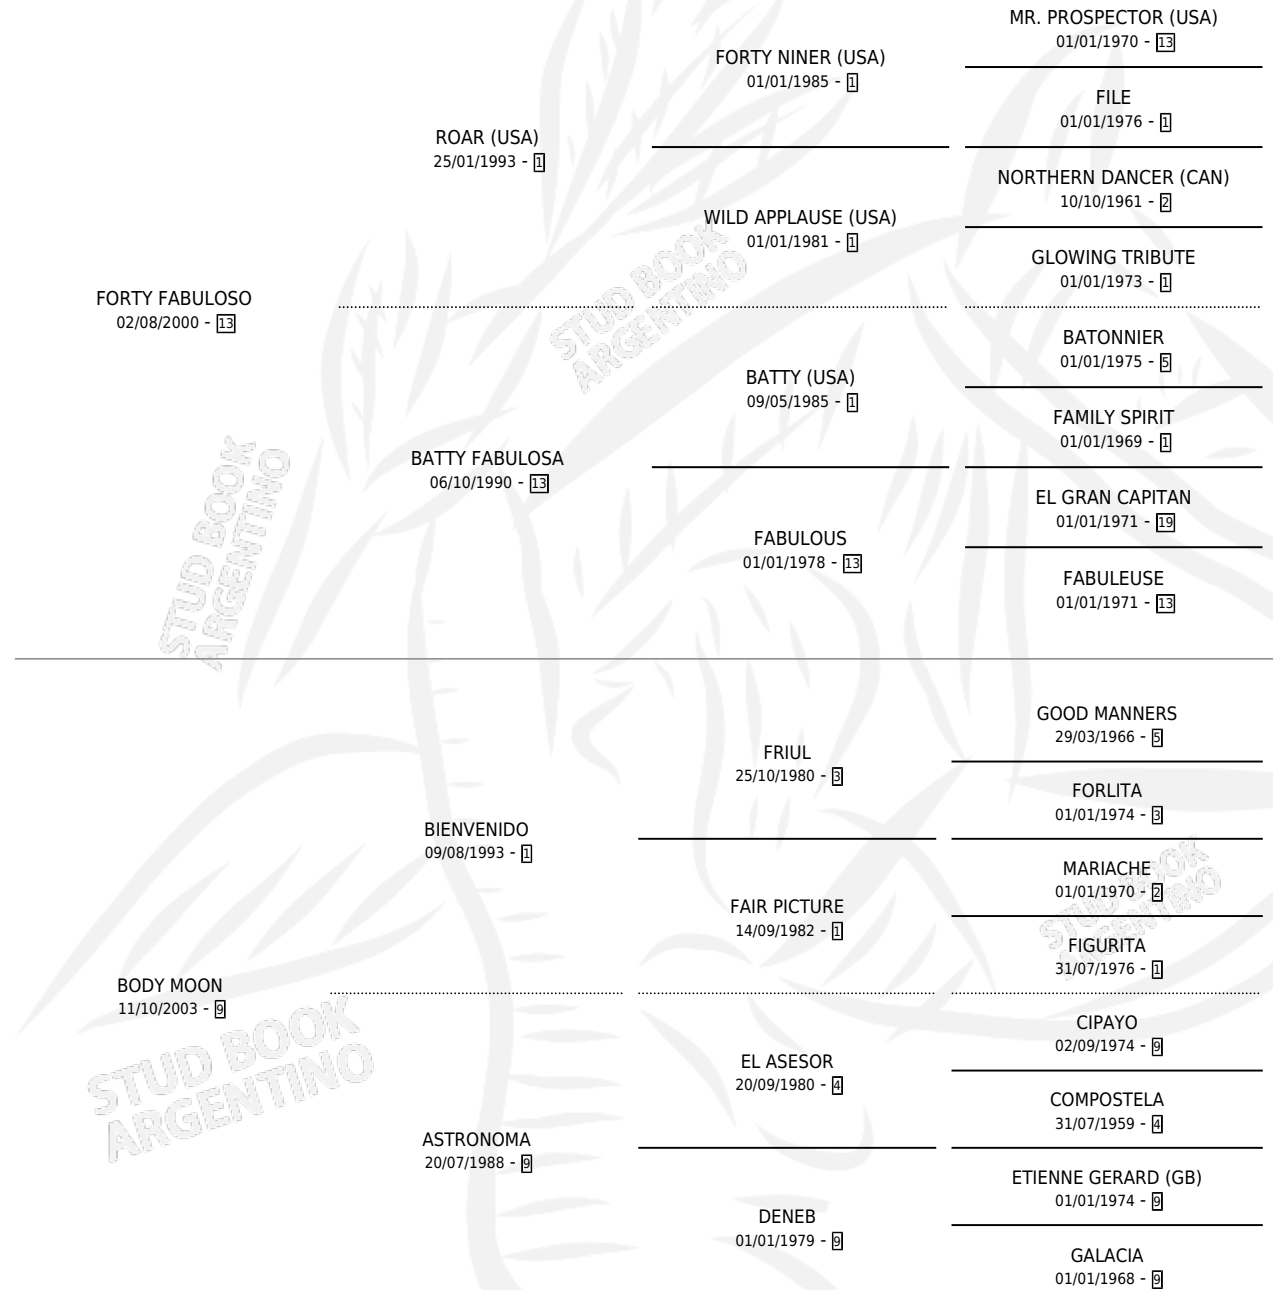 MR. PROSPECTOR (USA)
01/01/1970 - 13
FORTY NINER (USA)
01/01/1985 - 1
FILE
01/01/1976 - 1
ROAR (USA)
25/01/1993 - 1
NORTHERN DANCER (CAN)
10/10/1961 - 2
WILD APPLAUSE (USA)
01/01/1981 - 1
GLOWING TRIBUTE
01/01/1973 - 1
FORTY FABULOSO
02/08/2000 - 13
BATONNIER
01/01/1975 - 5
BATTY (USA)
09/05/1985 - 1
FAMILY SPIRIT
01/01/1969 - 1
BATTY FABULOSA
06/10/1990 - 13
EL GRAN CAPITAN
01/01/1971 - 19
FABULOUS
01/01/1978 - 13
FABULEUSE
01/01/1971 - 13
STUD BOOK
ARGENTINO
STUD BOOK
ARGENTINO
GOOD MANNERS
29/03/1966 - 5
FRIUL
25/10/1980 - 3
FORLITA
01/01/1974 - 3
BIENVENIDO
09/08/1993 - 1
MARIACHE
01/01/1970 - 2
FAIR PICTURE
14/09/1982 - 1
FIGURITA
31/07/1976 - 1
BODY MOON
11/10/2003 - 9
CIPAYO
02/09/1974 - 9
EL ASESOR
20/09/1980 - 4
COMPOSTELA
31/07/1959 - 4
ASTRONOMA
20/07/1988 - 9
ETIENNE GERARD (GB)
01/01/1974 - 9
DENEB
01/01/1979 - 9
GALACIA
01/01/1968 - 9
STUD BOOK
ARGENTINO
STUD BOOK
ARGENTINO